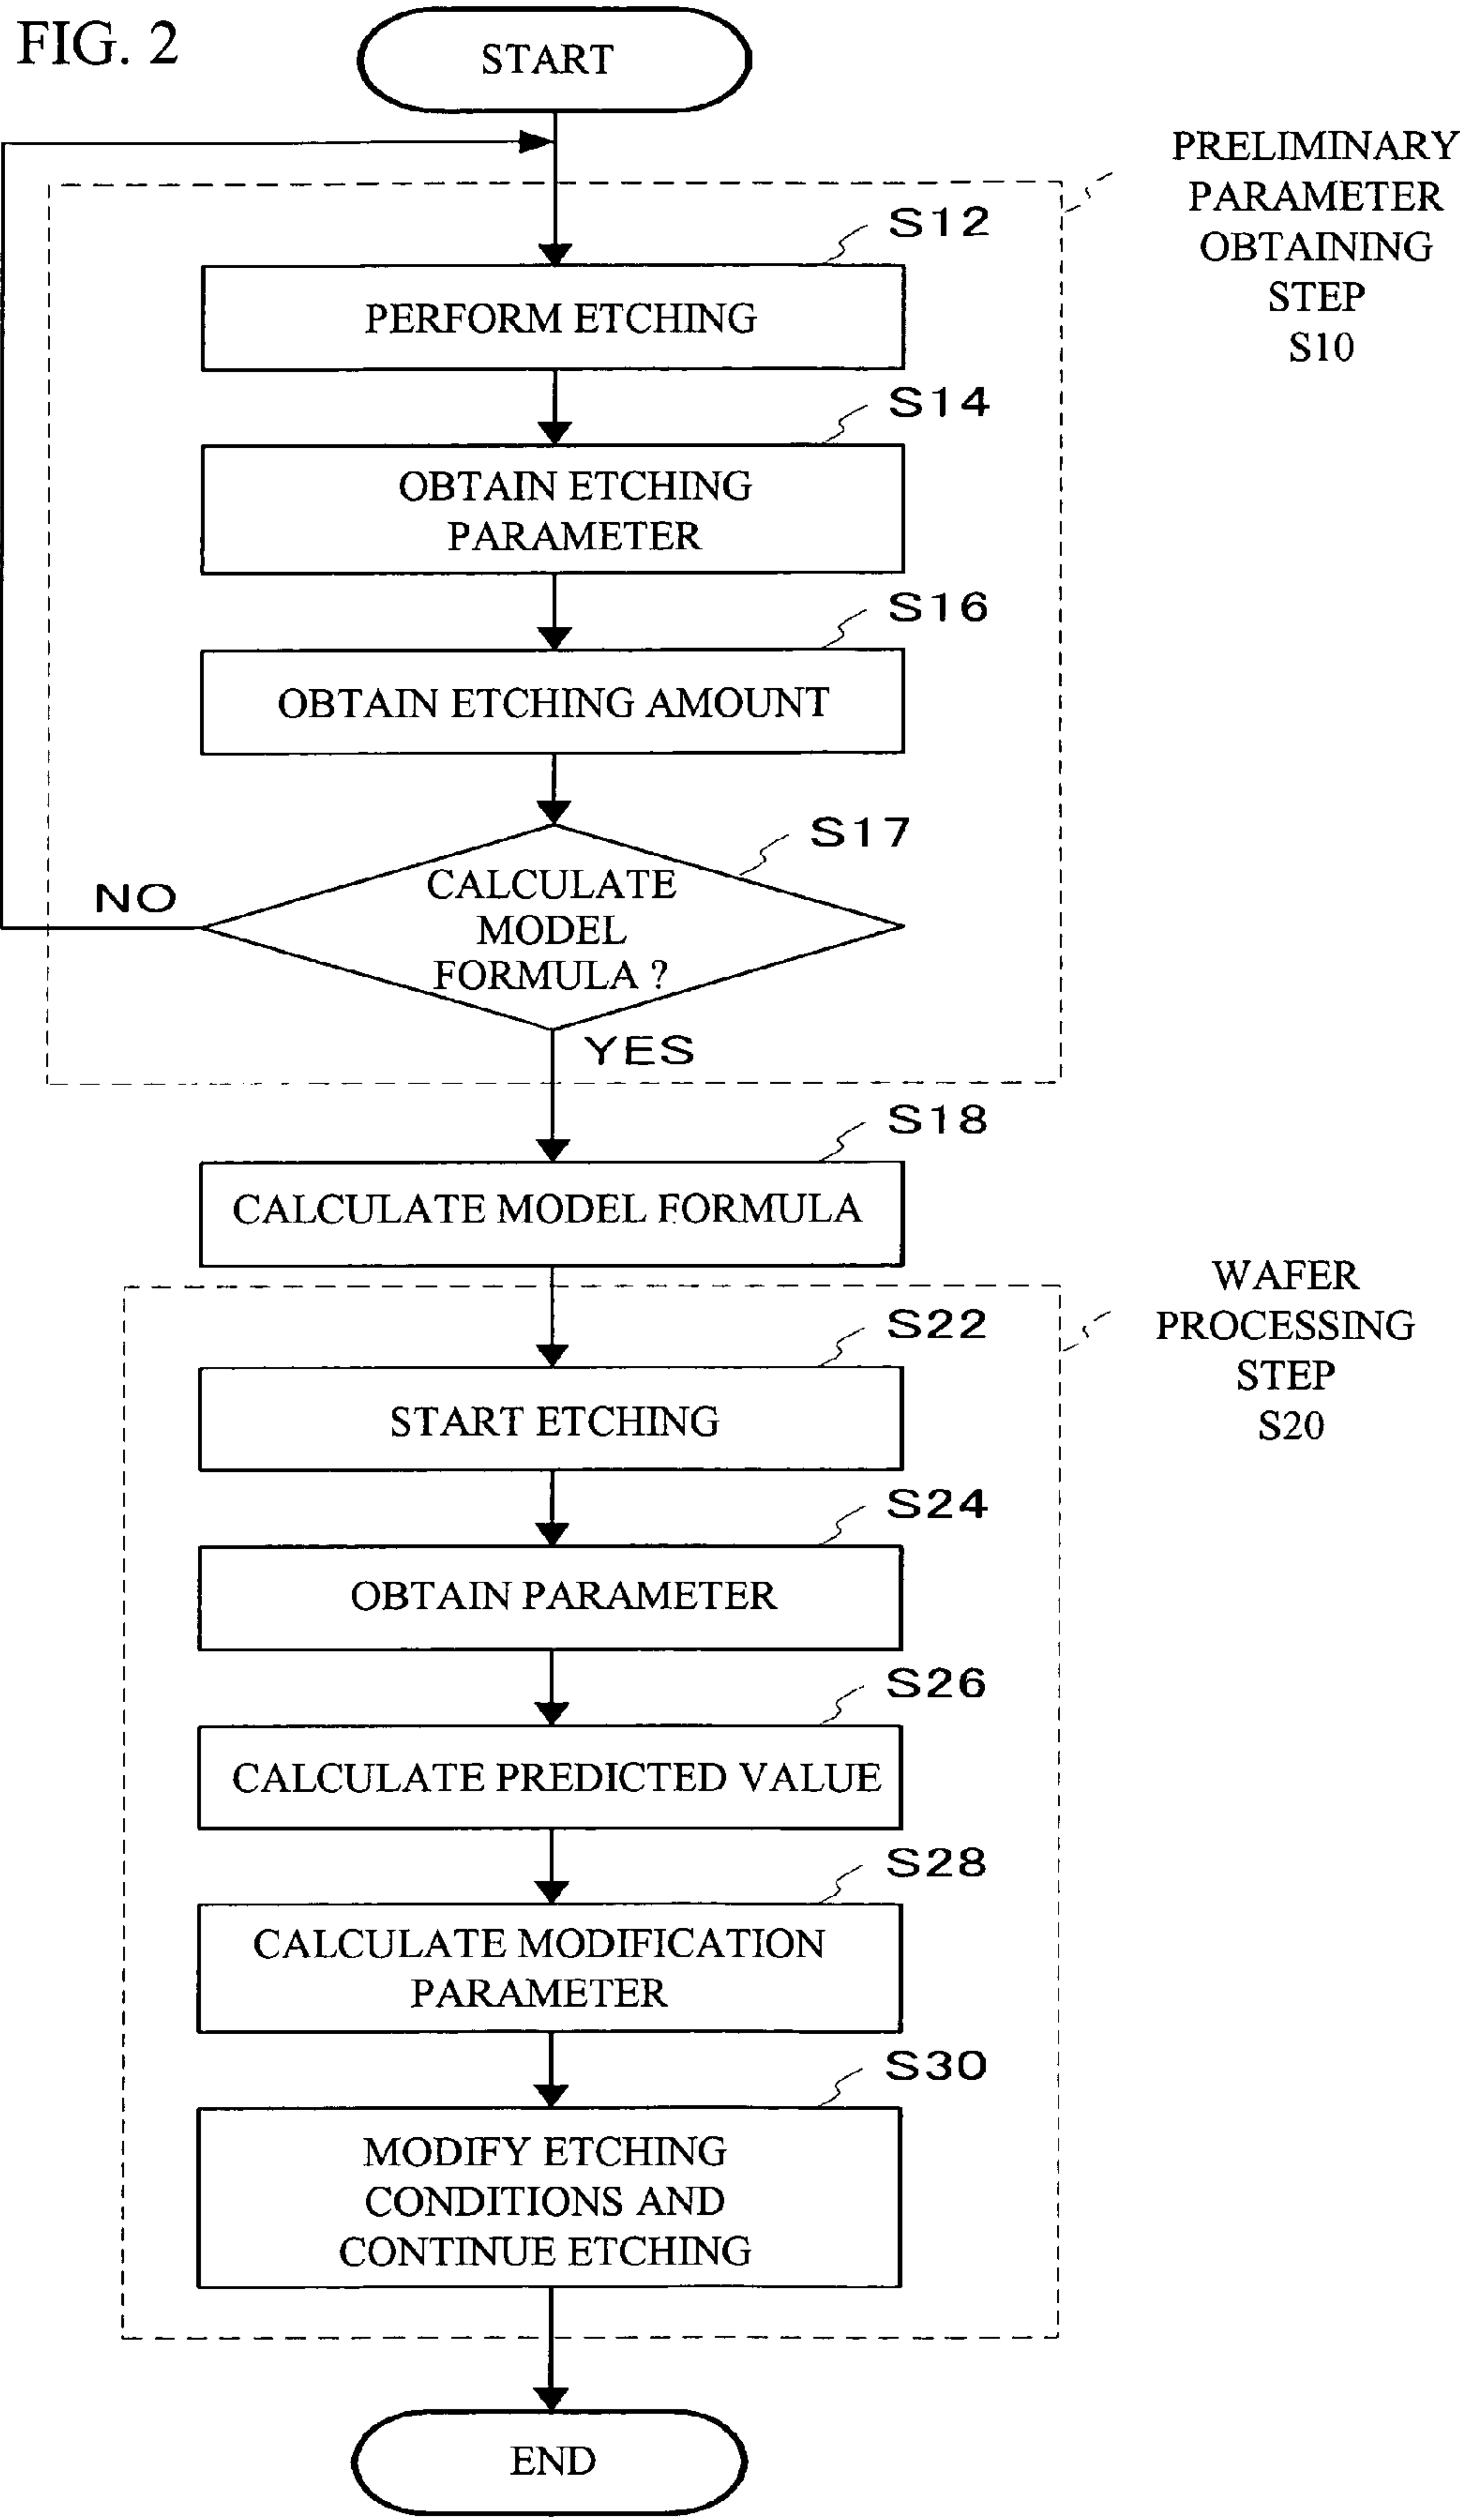 FIG. 2
START
PRELIMINARY
PARAMETER
OBTAINING
STEP
S10
S12
PERFORM ETCHING
S14
OBTAIN ETCHING
PARAMETER
S16
OBTAIN ETCHING AMOUNT
S17
CALCULATE
MODEL
FORMULA ?
NO
YES
S18
CALCULATE MODEL FORMULA
WAFER
PROCESSING
STEP
S20
S22
START ETCHING
S24
OBTAIN PARAMETER
S26
CALCULATE PREDICTED VALUE
S28
CALCULATE MODIFICATION
PARAMETER
S30
MODIFY ETCHING
CONDITIONS AND
CONTINUE ETCHING
END